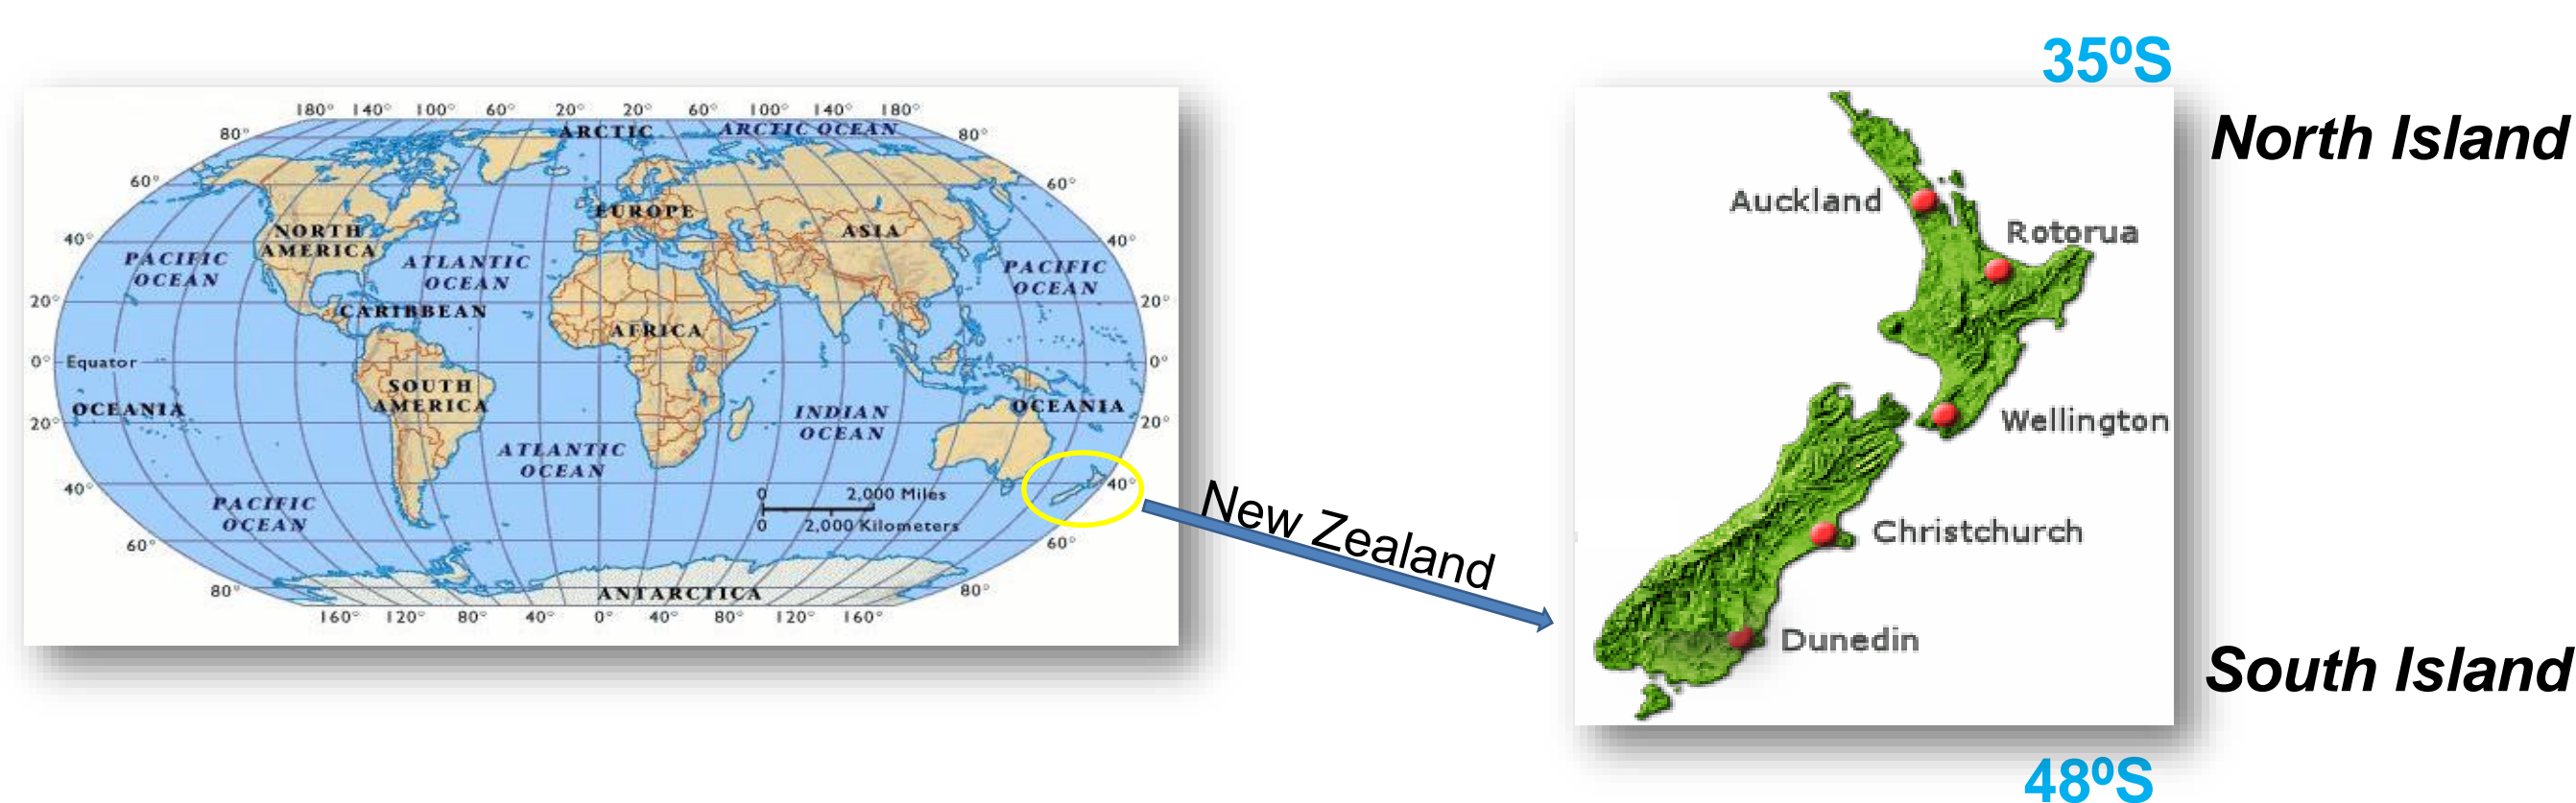 35⁰S
180° 140° 100° 60° 20° 20° 60° 100° 140° 180°
80° ARCTIC ARCTIC OCEAN 80°
North Island
60° 60°
Auckland
EUROPE
NORTH
AMERICA
ASIA
Rotorua
40° 40°
PACIFIC
OCEAN
ATLANTIC
OCEAN
PACIFIC
OCEAN
20° 20°
CARIBBEAN
AFRICA
0° Equator 0°
SOUTH
AMERICA
OCEANIA
INDIAN
OCEAN
OCEANIA
20° 20°
Wellington
ATLANTIC
OCEAN
40° 40°
PACIFIC
OCEAN
0 2,000 Miles
0 2,000 Kilometers
New Zealand
Christchurch
60° 60°
80° ANTARCTICA 80°
160° 120° 80° 40° 0° 40° 80° 120° 160°
Dunedin
South Island
48⁰S